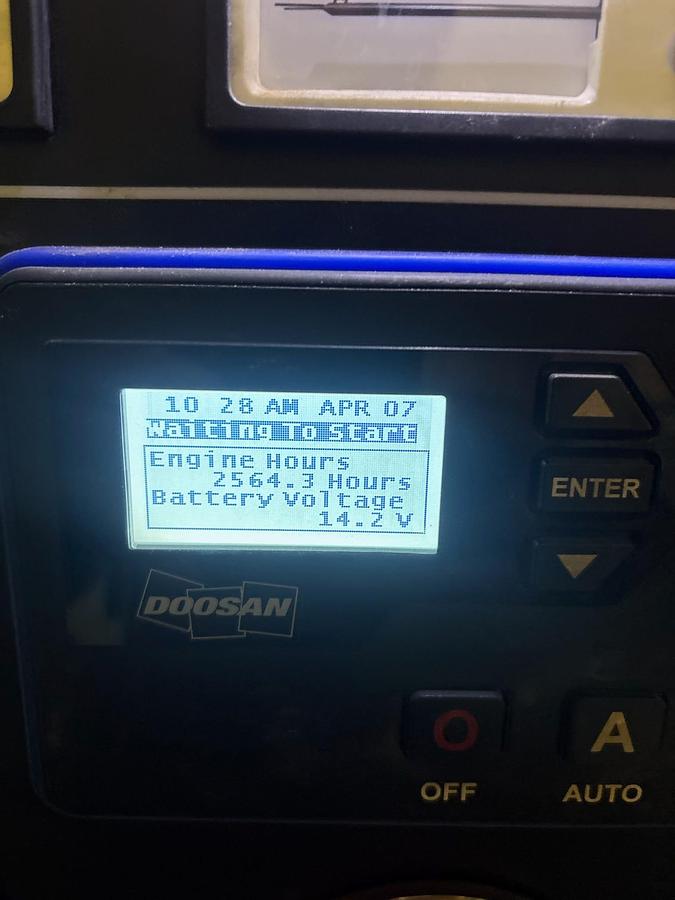 10 28 AM APR 07
Waiting To Start
Engine Hours
2564.3 Hours
Battery Voltage
14.2 V
ENTER
DOOSAN
O
A
OFF
AUTO